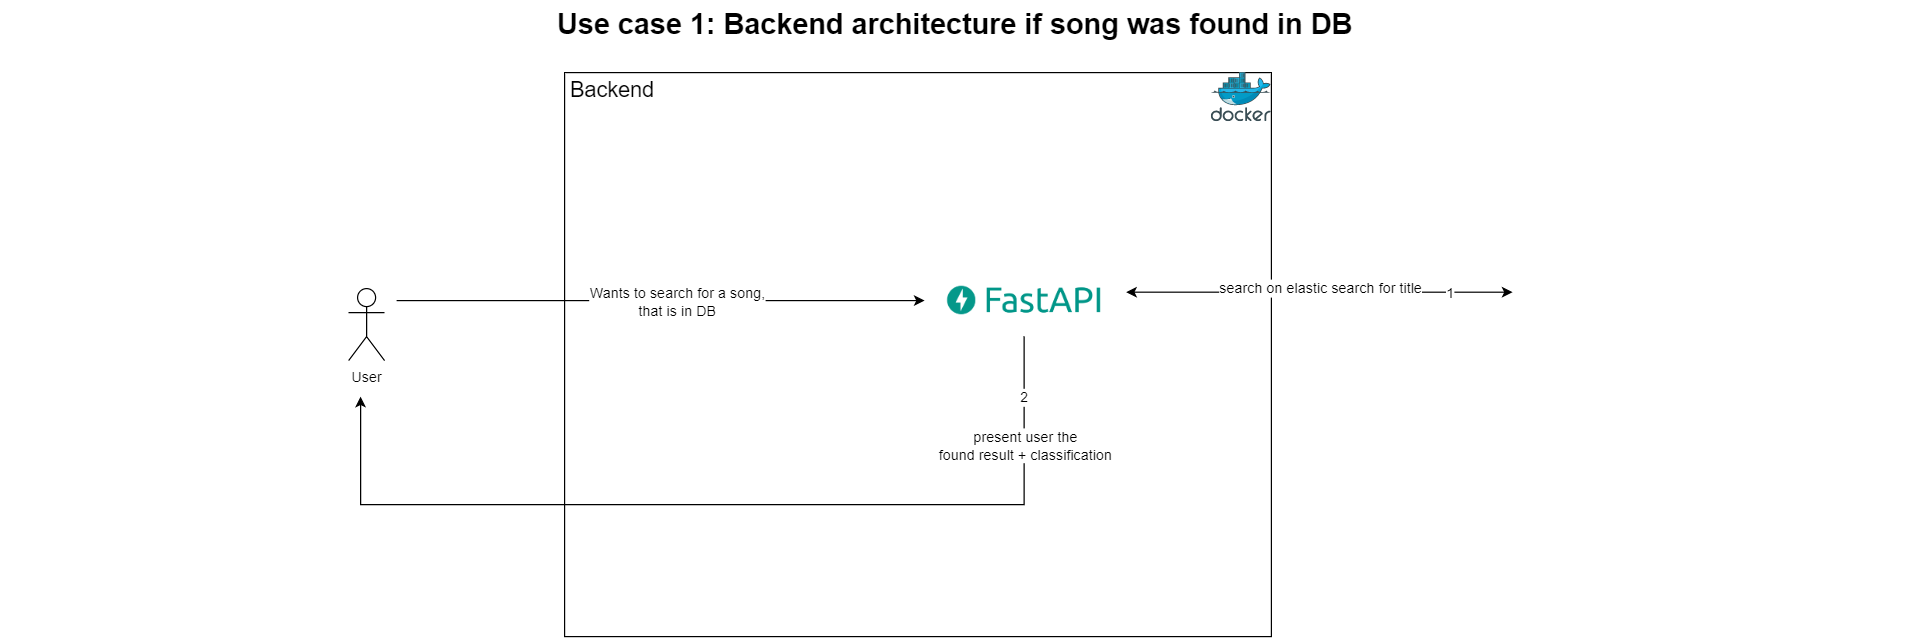 Use case 1: Backend architecture if song was found in DB
Backend
docker
Wants to search for a song,
that is in DB
FastAPI
search on elastic search for title
1
User
2
present user the
found result + classification